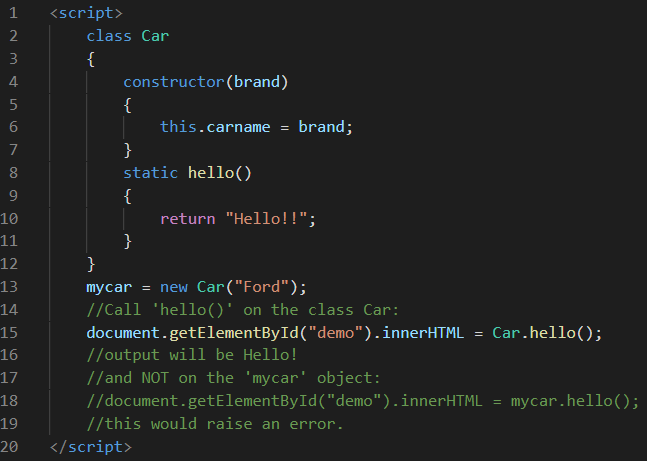 1 <script>
2 class Car
3 {
4 constructor(brand)
5 {
6 this.carname = brand;
7 }
8 static hello()
9 {
10 return "Hello!!";
11 }
12 }
13 mycar = new Car("Ford");
14 //Call 'hello()' on the class Car:
15 document.getElementById("demo").innerHTML = Car.hello();
16 //output will be Hello!
17 //and NOT on the 'mycar' object:
18 //document.getElementById("demo").innerHTML = mycar.hello();
19 //this would raise an error.
20 </script>